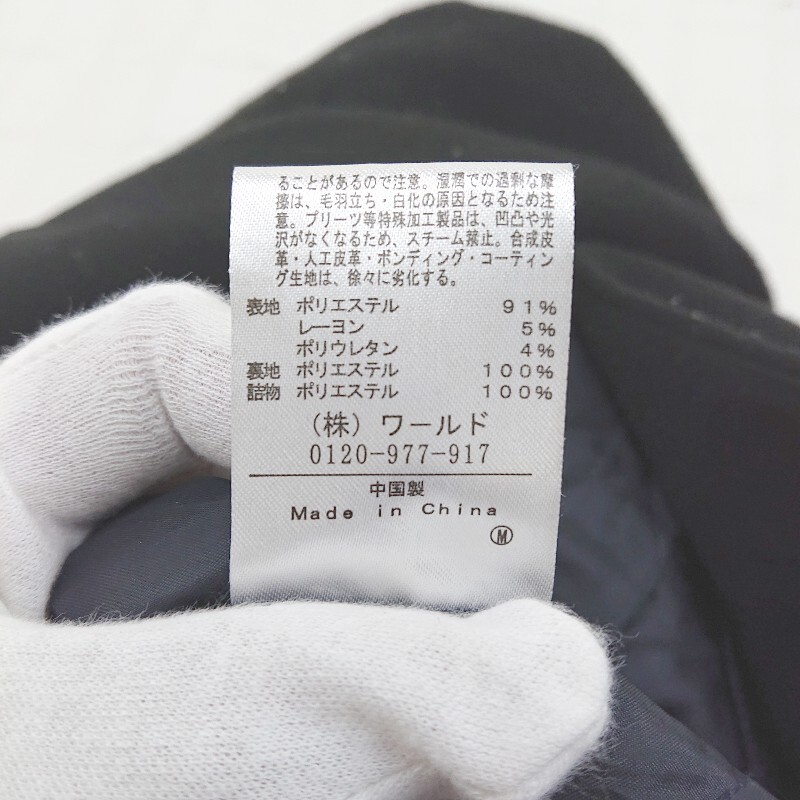 ることがあるので注意。湿潤での過剰な摩
擦は、毛羽立ち・白化の原因となるため注
意。プリーツ等特殊加工製品は、凹凸や光
沢がなくなるため、スチーム禁止。合成皮
革・人工皮革・ボンディング・コーティン
グ生地は、徐々に劣化する。
表地 ポリエステル 91%
レーヨン 5%
ポリウレタン 4%
裏地 ポリエステル 100%
詰物 ポリエステル 100%
(株) ワールド
0120-977-917
中国製
Made in China
Ⓜ